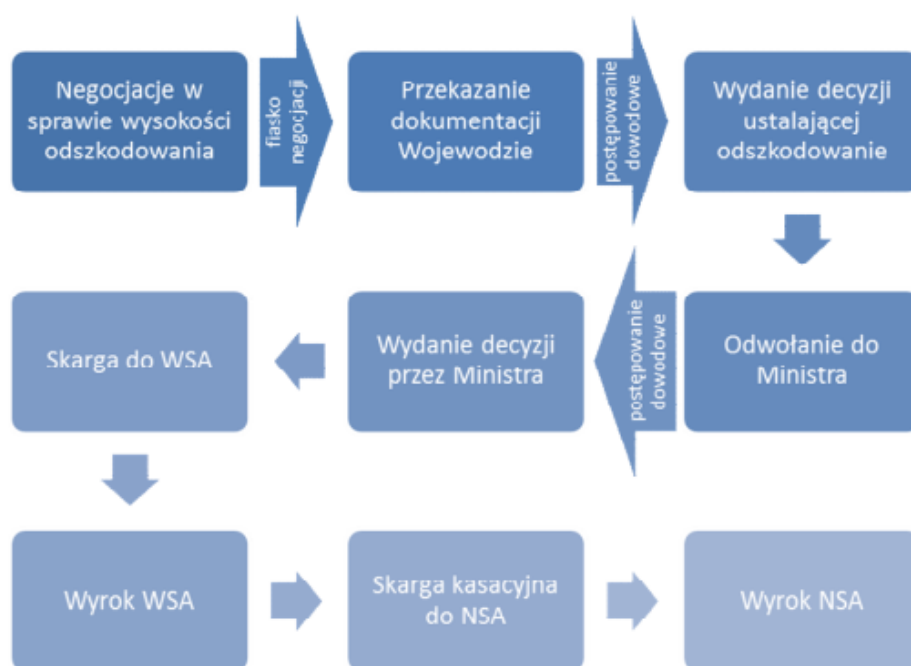 Negocjacje w
sprawie wysokości
odszkodowania
fiasko
negocjacji
Przekazanie
dokumentacji
Wojewodzie
postępowanie
dowodowe
Wydanie decyzji
ustalającej
odszkodowanie
Odwołanie do
Ministra
postępowanie
dowodowe
Wydanie decyzji
przez Ministra
Skarga do WSA
Wyrok WSA
Skarga kasacyjna
do NSA
Wyrok NSA